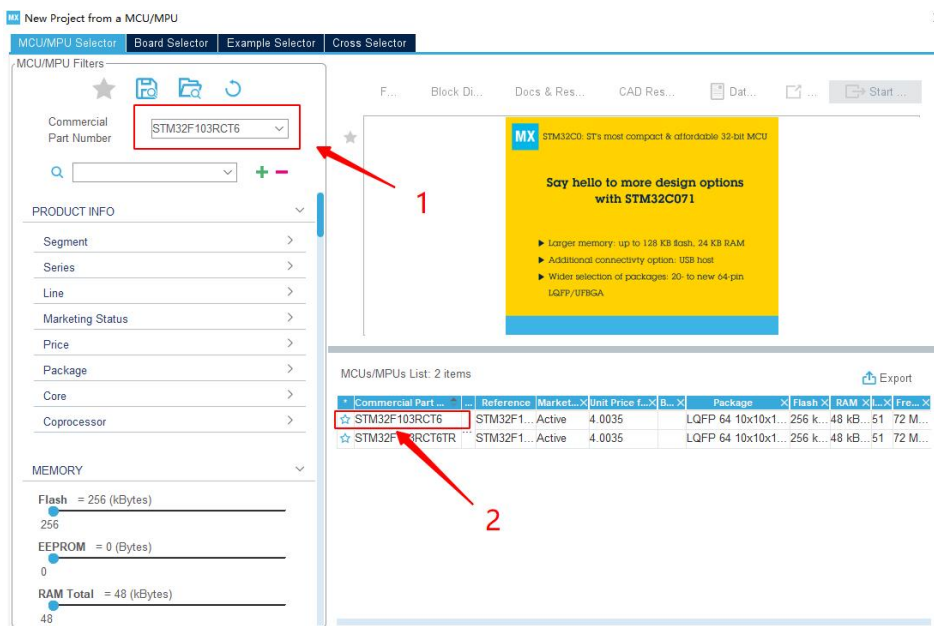 MX New Project from a MCU/MPU
MCU/MPU Selector Board Selector Example Selector Cross Selector
MCU/MPU Filters
Commercial
Part Number
STM32F103RCT6
PRODUCT INFO
Segment
Series
Line
Marketing Status
Price
Package
Core
Coprocessor
MEMORY
Flash = 256 (kBytes)
256
EEPROM = 0 (Bytes)
0
RAM Total = 48 (kBytes)
48
1
F... Block Di... Docs & Res... CAD Res... Dat... ... Start ...
MX STM32C0: ST's most compact & affordable 32-bit MCU
Say hello to more design options
with STM32C071
Larger memory: up to 128 KB flash, 24 KB RAM
Additional connectivity option: USB host
Wider selection of packages: 20- to new 64-pin
LQFP/UFBGA
MCUs/MPUs List: 2 items
Export
* Commercial Part ... ... Reference Market... X Unit Price f... X B... X Package X Flash X RAM X I... X Fre... X
STM32F103RCT6 STM32F1... Active 4.0035 LQFP 64 10x10x1... 256 k... 48 kB... 51 72 M...
STM32F103RCT6TR ... STM32F1... Active 4.0035 LQFP 64 10x10x1... 256 k... 48 kB... 51 72 M...
2